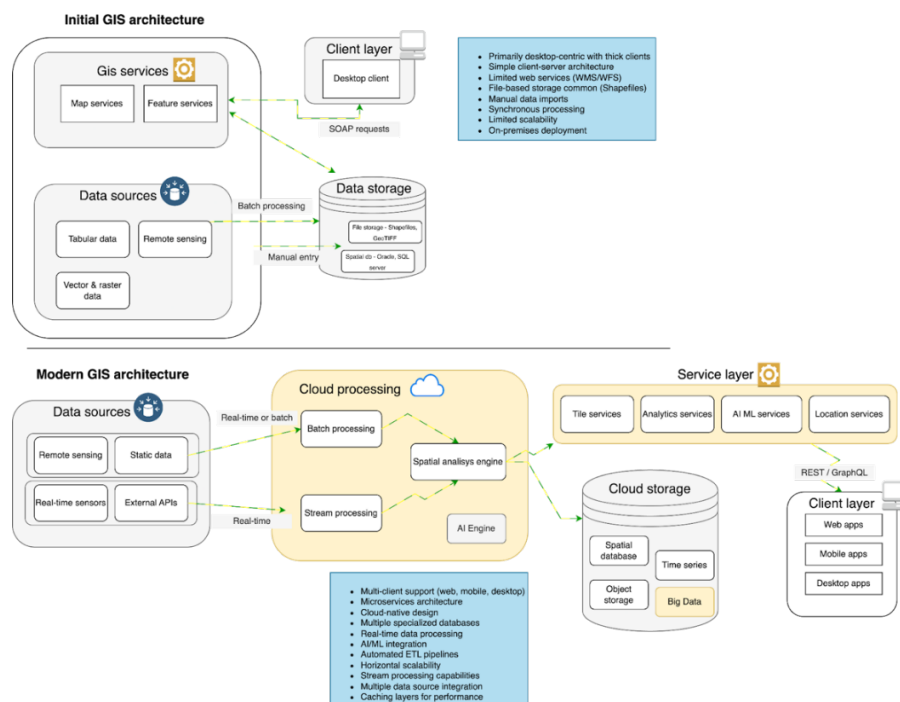 Initial GIS architecture
Gis services
Map services
Feature services
Client layer
Desktop client
SOAP requests
Primarily desktop-centric with thick clients
Simple client-server architecture
Limited web services (WMS/WFS)
File-based storage common (Shapefiles)
Manual data imports
Synchronous processing
Limited scalability
On-premises deployment
Data sources
Tabular data
Remote sensing
Vector & raster
data
Batch processing
Manual entry
Data storage
File storage - Shapefiles,
GeoTIFF
Spatial db - Oracle, SQL
server
Modern GIS architecture
Data sources
Remote sensing
Static data
Real-time sensors
External APIs
Real-time or batch
Real-time
Cloud processing
Batch processing
Stream processing
Spatial analisys engine
AI Engine
Service layer
Tile services
Analytics services
AI ML services
Location services
REST / GraphQL
Cloud storage
Spatial
database
Time series
Object
storage
Big Data
Client layer
Web apps
Mobile apps
Desktop apps
Multi-client support (web, mobile, desktop)
Microservices architecture
Cloud-native design
Multiple specialized databases
Real-time data processing
AI/ML integration
Automated ETL pipelines
Horizontal scalability
Stream processing capabilities
Multiple data source integration
Caching layers for performance